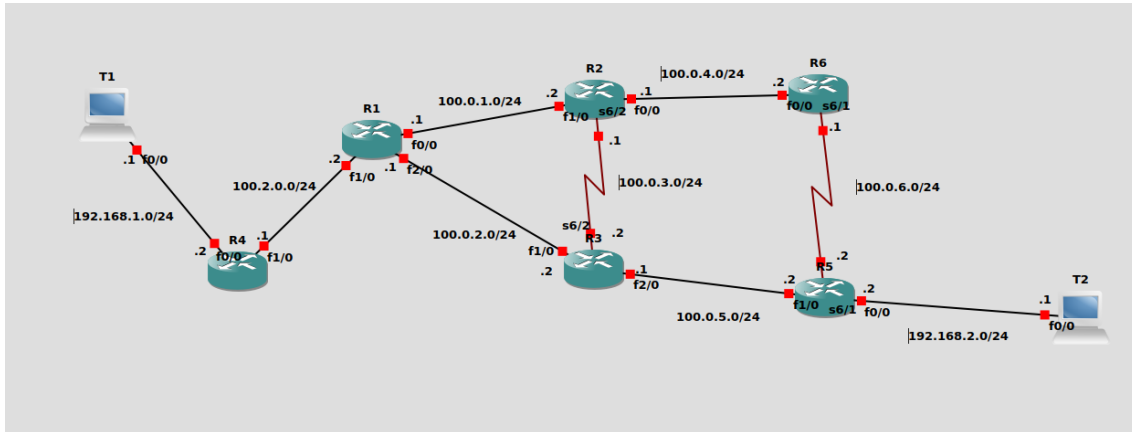 T1
.1 f0/0
192.168.1.0/24
.2
R4
f0/0
.1
f1/0
100.2.0.0/24
.2
f1/0
R1
.1
f0/0
.1
f2/0
100.0.1.0/24
.2
f1/0
R2
s6/2
.1
f0/0
.1
100.0.3.0/24
100.0.2.0/24
s6/2
.2
R3
f1/0
.2
.1
f2/0
100.0.4.0/24
.2
f0/0
R6
s6/1
.1
100.0.6.0/24
100.0.5.0/24
.2
f1/0
.2
R5
s6/1
.2
f0/0
192.168.2.0/24
T2
.1
f0/0